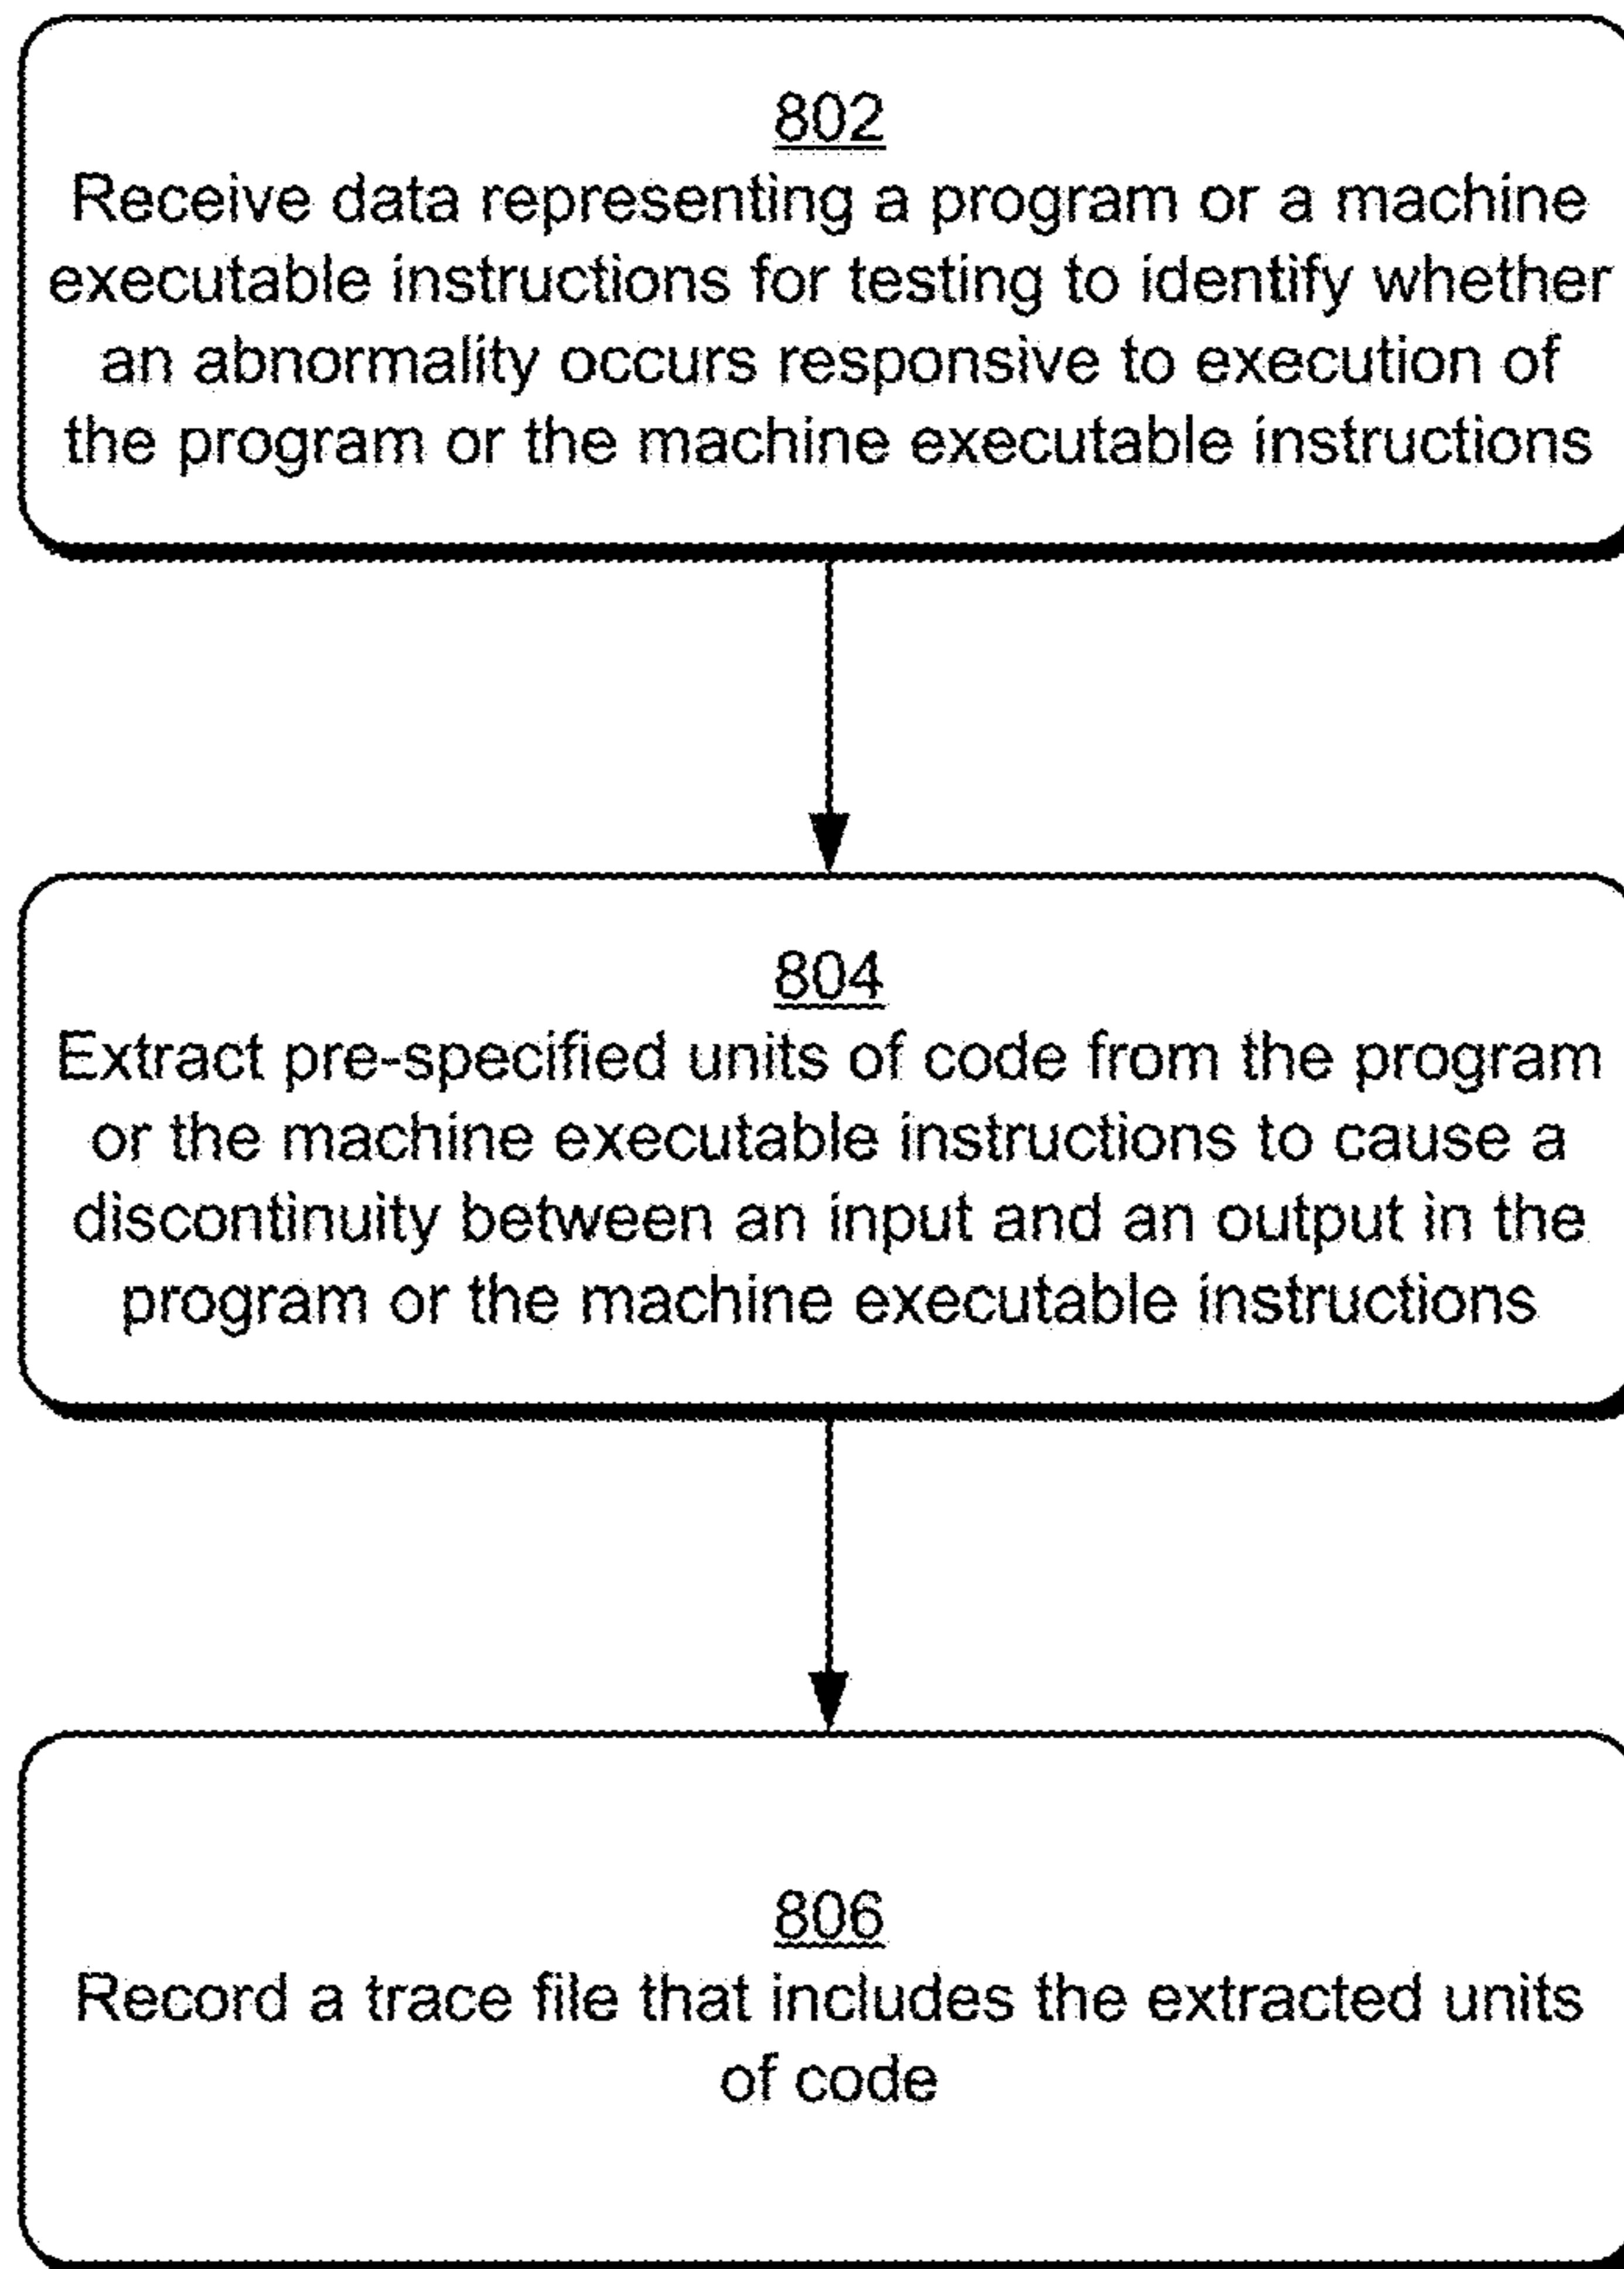 802
Receive data representing a program or a machine
executable instructions for testing to identify whether
an abnormality occurs responsive to execution of
the program or the machine executable instructions
804
Extract pre-specified units of code from the program
or the machine executable instructions to cause a
discontinuity between an input and an output in the
program or the machine executable instructions
806
Record a trace file that includes the extracted units
of code